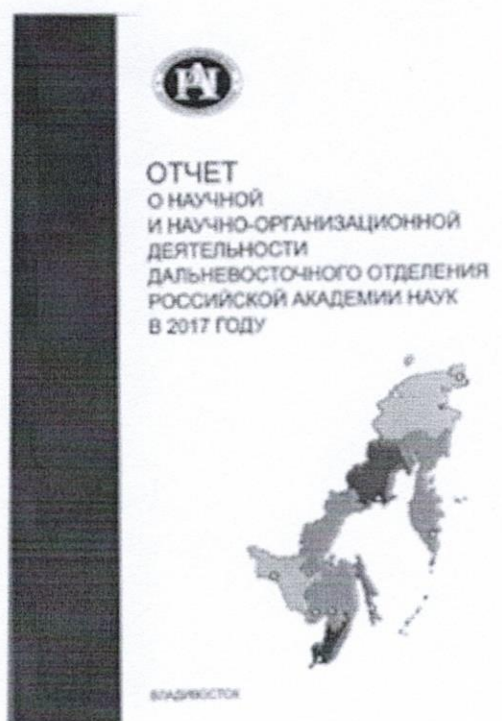 ОТЧЕТ
О НАУЧНОЙ
И НАУЧНО-ОРГАНИЗАЦИОННОЙ
ДЕЯТЕЛЬНОСТИ
ДАЛЬНЕВОСТОЧНОГО ОТДЕЛЕНИЯ
РОССИЙСКОЙ АКАДЕМИИ НАУК
В 2017 ГОДУ
ВЛАДИВОСТОК